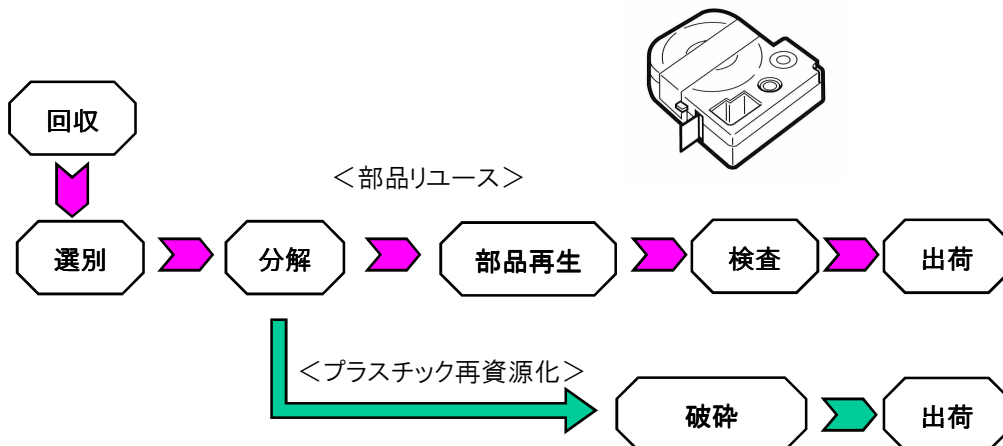 回収
＜部品リユース＞
選別
分解
部品再生
検査
出荷
＜プラスチック再資源化＞
破砕
出荷